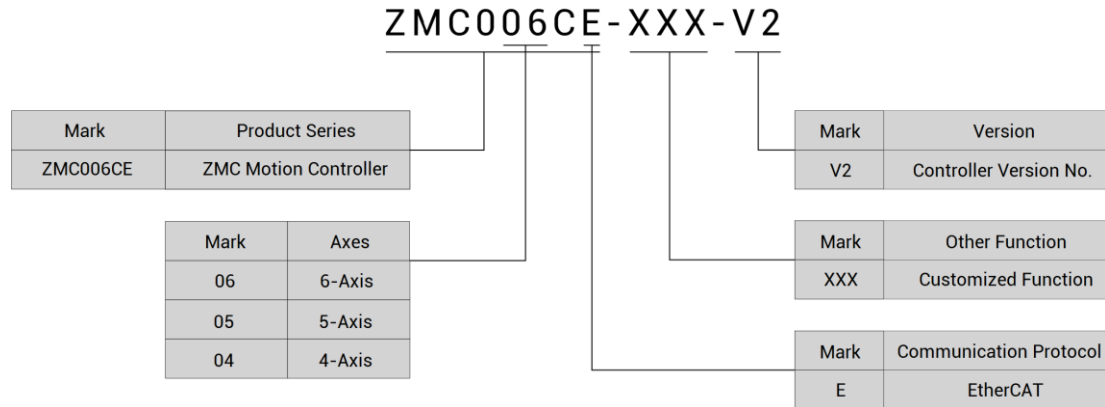 ZMC006CE-XXX-V2
Mark Product Series
ZMC006CE ZMC Motion Controller
Mark Axes
06 6-Axis
05 5-Axis
04 4-Axis
Mark Version
V2 Controller Version No.
Mark Other Function
XXX Customized Function
Mark Communication Protocol
E EtherCAT